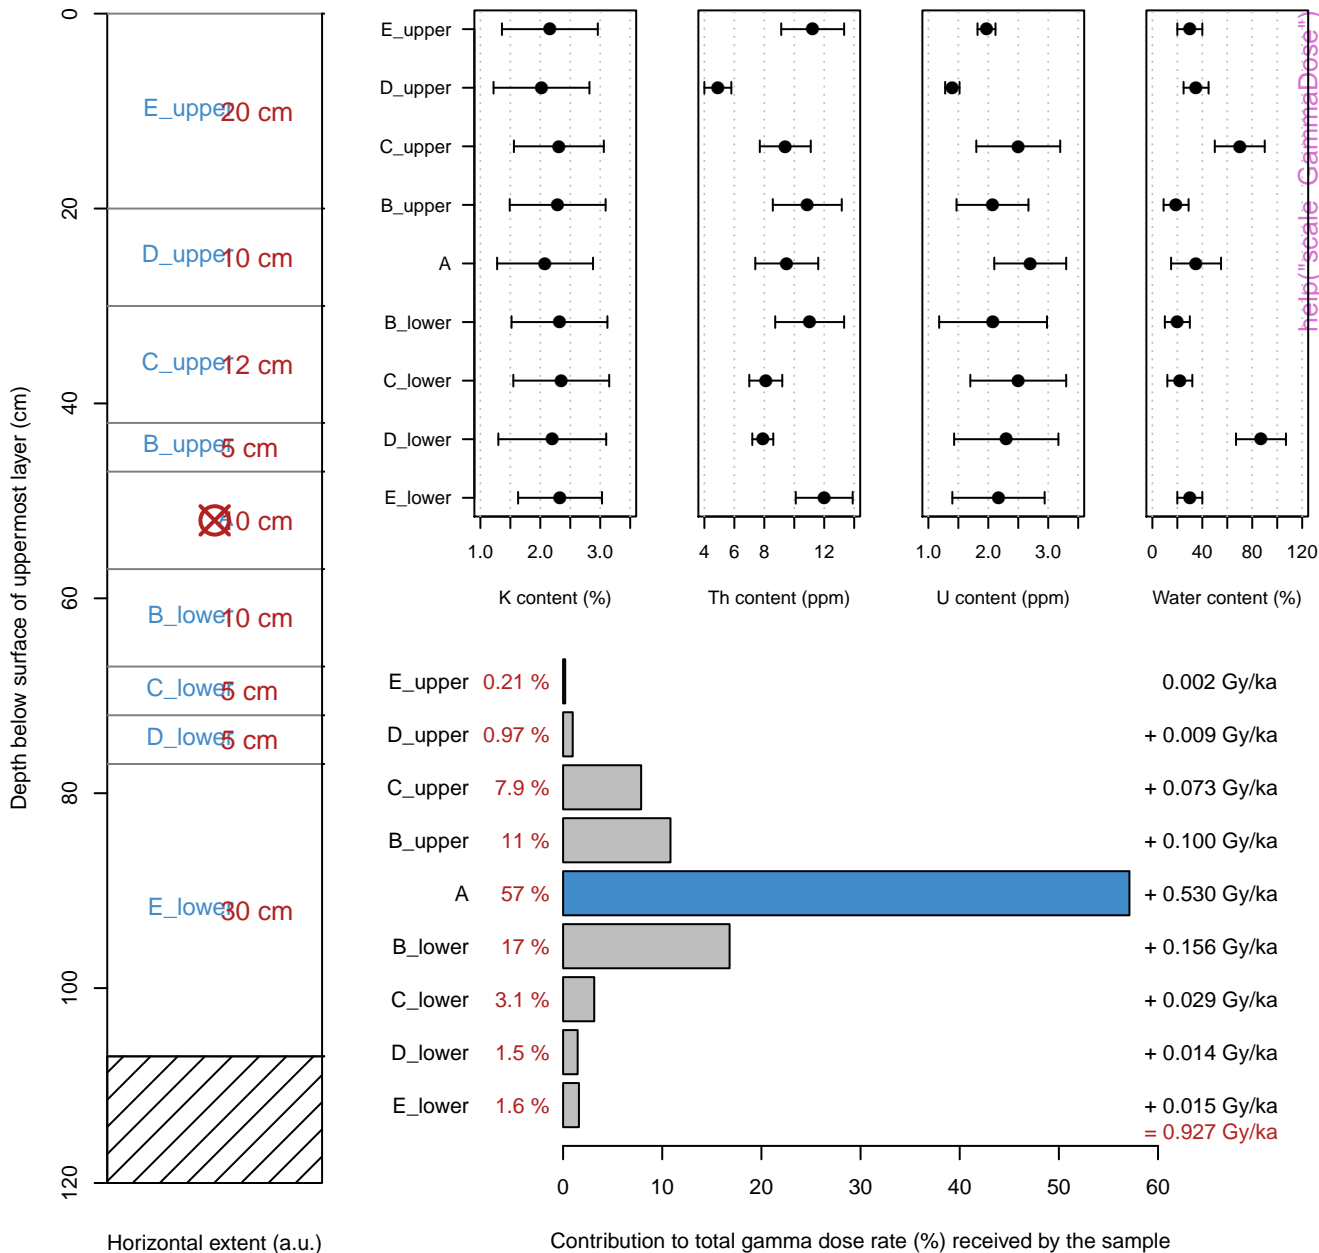 Depth below surface of uppermost layer (cm)
0
20
40
60
80
100
120
E_upper 20 cm
D_upper 10 cm
C_upper 12 cm
B_upper 5 cm
10 cm
B_lower 10 cm
C_lower 5 cm
D_lower 5 cm
E_lower 30 cm
Horizontal extent (a.u.)
E_upper
D_upper
C_upper
B_upper
A
B_lower
C_lower
D_lower
E_lower
1.0 2.0 3.0
K content (%)
4 6 8 12
Th content (ppm)
1.0 2.0 3.0
U content (ppm)
0 40 80 120
Water content (%)
help("scale_GammaDose")
E_upper 0.21 % 0.002 Gy/ka
D_upper 0.97 % + 0.009 Gy/ka
C_upper 7.9 % + 0.073 Gy/ka
B_upper 11 % + 0.100 Gy/ka
A 57 % + 0.530 Gy/ka
B_lower 17 % + 0.156 Gy/ka
C_lower 3.1 % + 0.029 Gy/ka
D_lower 1.5 % + 0.014 Gy/ka
E_lower 1.6 % + 0.015 Gy/ka
= 0.927 Gy/ka
0 10 20 30 40 50 60
Contribution to total gamma dose rate (%) received by the sample